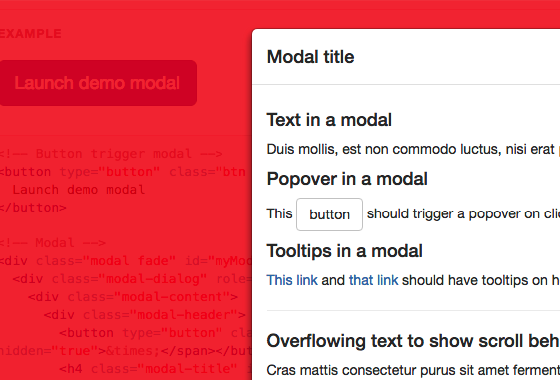 EXAMPLE
Launch demo modal
<!-- Button trigger modal -->
<button type="button" class="btn
Launch demo modal
</button>
<!-- Modal -->
<div class="modal fade" id="myMod
<div class="modal-dialog" role=
<div class="modal-content">
<div class="modal-header">
<button type="button" cla
hidden="true">&times;</span></but
<h4 class="modal-title" i
Modal title
Text in a modal
Duis mollis, est non commodo luctus, nisi erat p
Popover in a modal
This button should trigger a popover on clic
Tooltips in a modal
This link and that link should have tooltips on h
Overflowing text to show scroll beh
Cras mattis consectetur purus sit amet ferment